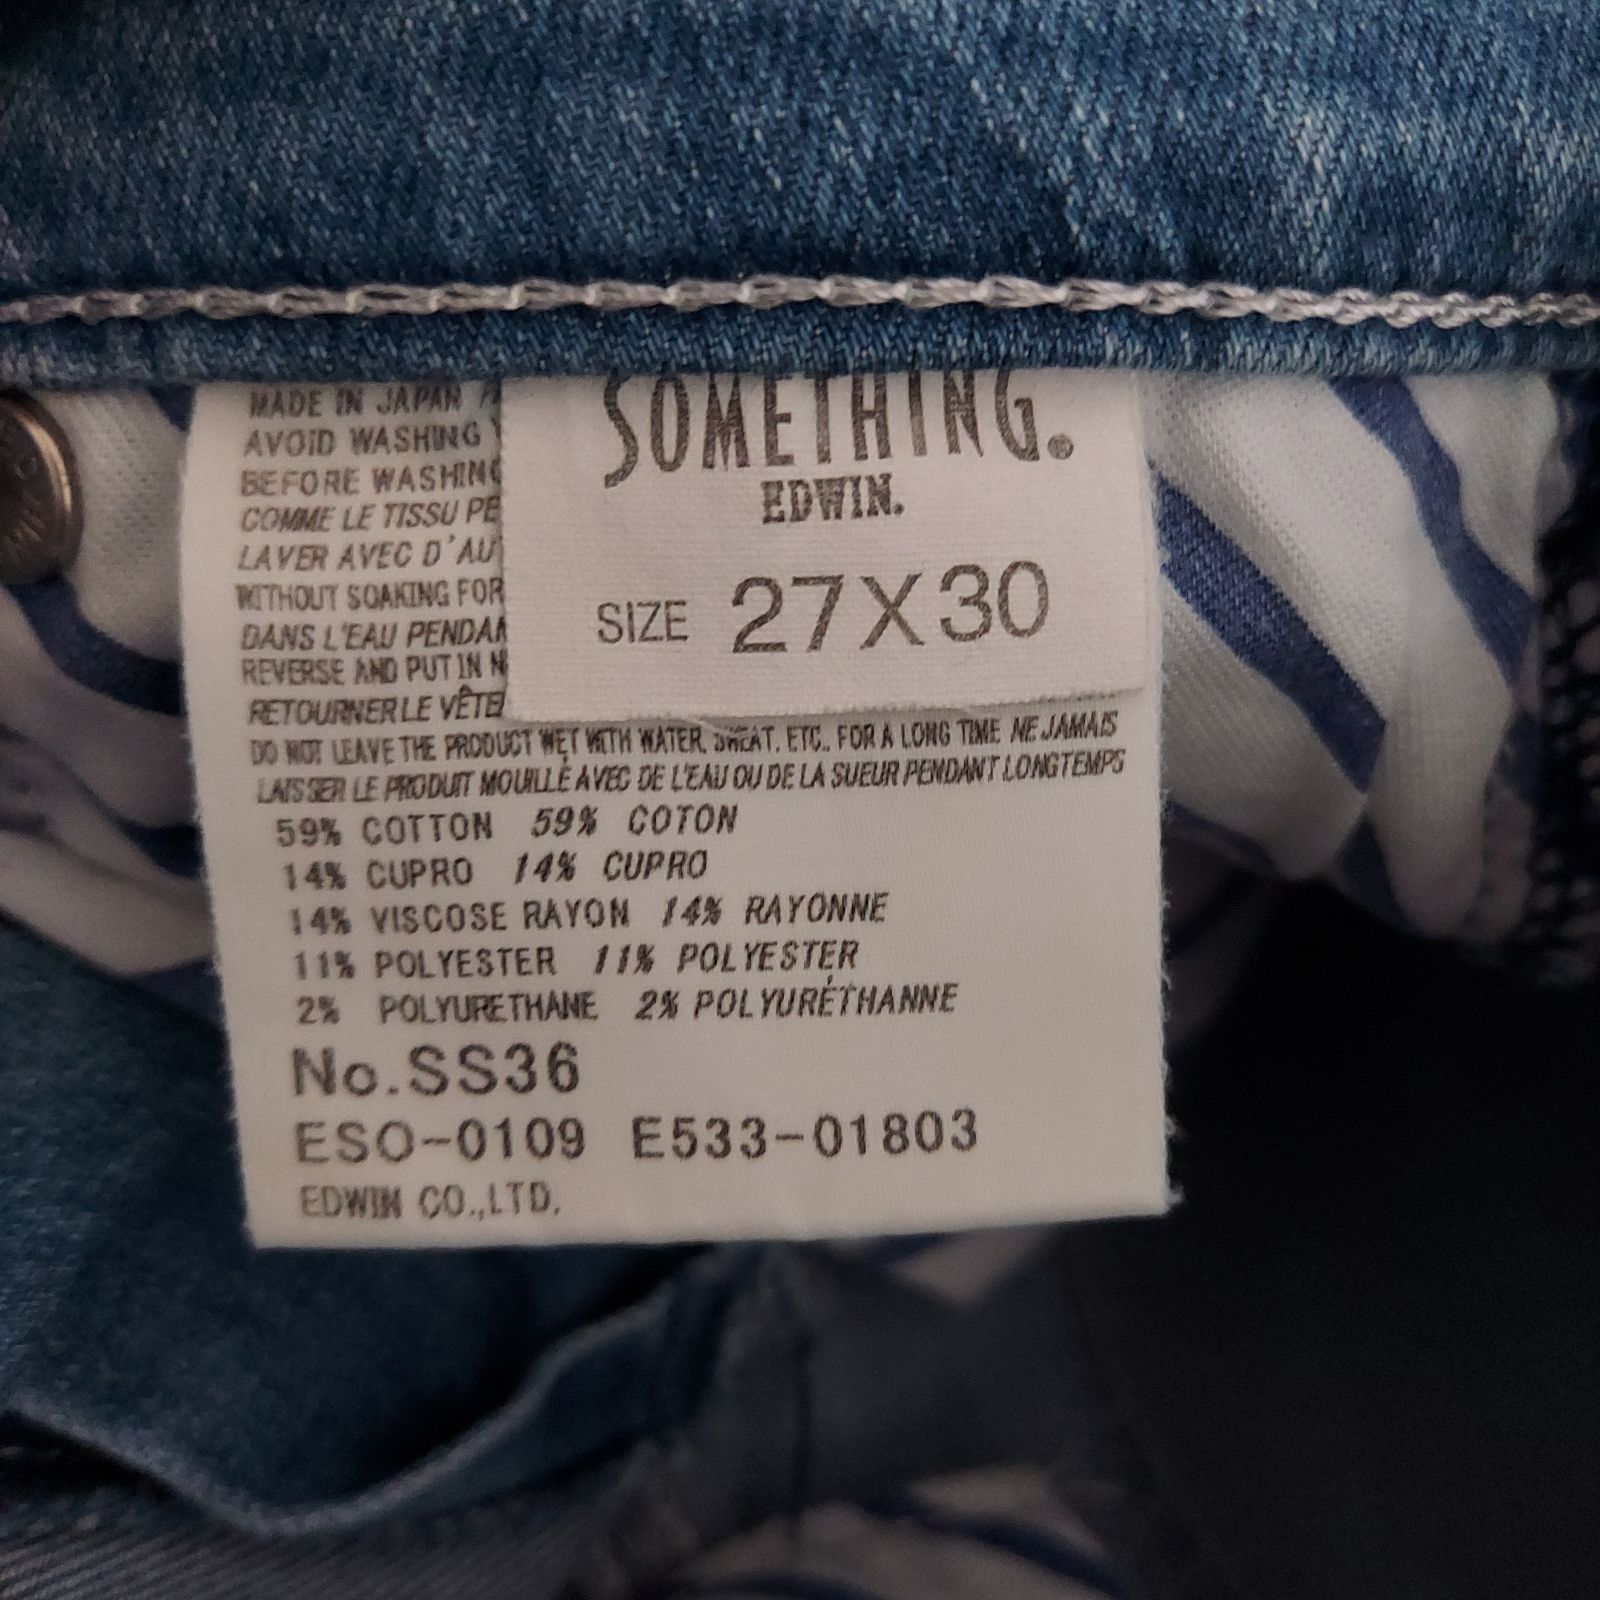 SOMETHING.®
EDWIN.
SIZE 27X30
MADE IN JAPAN
AVOID WASHING
BEFORE WASHING
COMME LE TISSU PE
LAVER AVEC D'AU
WITHOUT SOAKING FOR
DANS L'EAU PENDAN
REVERSE AND PUT IN N
RETOURNER LE VÊTE
DO NOT LEAVE THE PRODUCT WET WITH WATER, SWEAT, ETC., FOR A LONG TIME NE JAMAIS
LAISSER LE PRODUIT MOUILLÉ AVEC DE L'EAU OU DE LA SUEUR PENDANT LONGTEMPS
59% COTTON 59% COTON
14% CUPRO 14% CUPRO
14% VISCOSE RAYON 14% RAYONNE
11% POLYESTER 11% POLYESTER
2% POLYURETHANE 2% POLYURÉTHANNE
No.SS36
ESO-0109 E533-01803
EDWIN CO.,LTD.